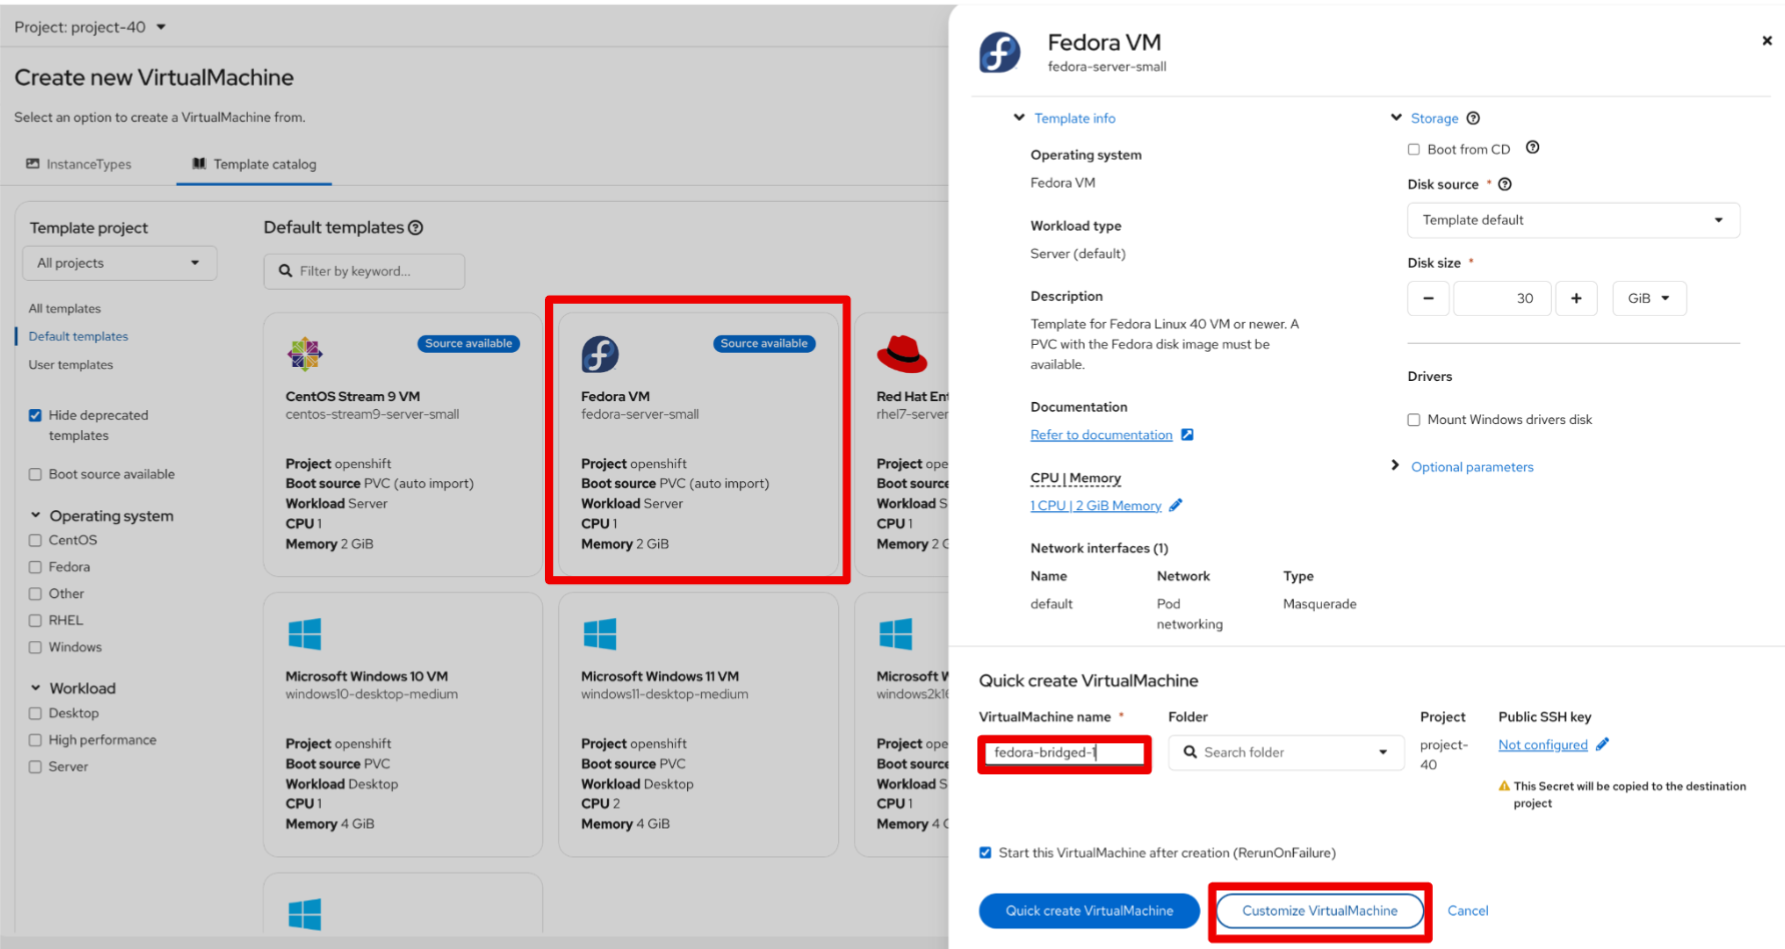 Project: project-40
Create new VirtualMachine
Select an option to create a VirtualMachine from.
InstanceTypes
Template catalog
Template project
All projects
All templates
Default templates
User templates
Hide deprecated
templates
Boot source available
Operating system
CentOS
Fedora
Other
RHEL
Windows
Workload
Desktop
High performance
Server
Default templates
Filter by keyword...
Source available
CentOS Stream 9 VM
centos-stream9-server-small
Project openshift
Boot source PVC (auto import)
Workload Server
CPU 1
Memory 2 GiB
Source available
Fedora VM
fedora-server-small
Project openshift
Boot source PVC (auto import)
Workload Server
CPU 1
Memory 2 GiB
Red Hat Ent
rhel7-server
Project ope
Boot source
Workload S
CPU 1
Memory 2 G
Microsoft Windows 10 VM
windows10-desktop-medium
Project openshift
Boot source PVC
Workload Desktop
CPU 1
Memory 4 GiB
Microsoft Windows 11 VM
windows11-desktop-medium
Project openshift
Boot source PVC
Workload Desktop
CPU 2
Memory 4 GiB
Microsoft W
windows2k16
Project ope
Boot source
Workload S
CPU 1
Memory 4 G
Fedora VM
fedora-server-small
Template info
Operating system
Fedora VM
Workload type
Server (default)
Description
Template for Fedora Linux 40 VM or newer. A
PVC with the Fedora disk image must be
available.
Documentation
Refer to documentation
CPU | Memory
1 CPU | 2 GiB Memory
Network interfaces (1)
Name Network Type
default Pod networking Masquerade
Storage
Boot from CD
Disk source *
Template default
Disk size *
30 GiB
Drivers
Mount Windows drivers disk
Optional parameters
Quick create VirtualMachine
VirtualMachine name *
fedora-bridged-1
Folder
Search folder
Project
project-
40
Public SSH key
Not configured
This Secret will be copied to the destination
project
Start this VirtualMachine after creation (RerunOnFailure)
Quick create VirtualMachine
Customize VirtualMachine
Cancel